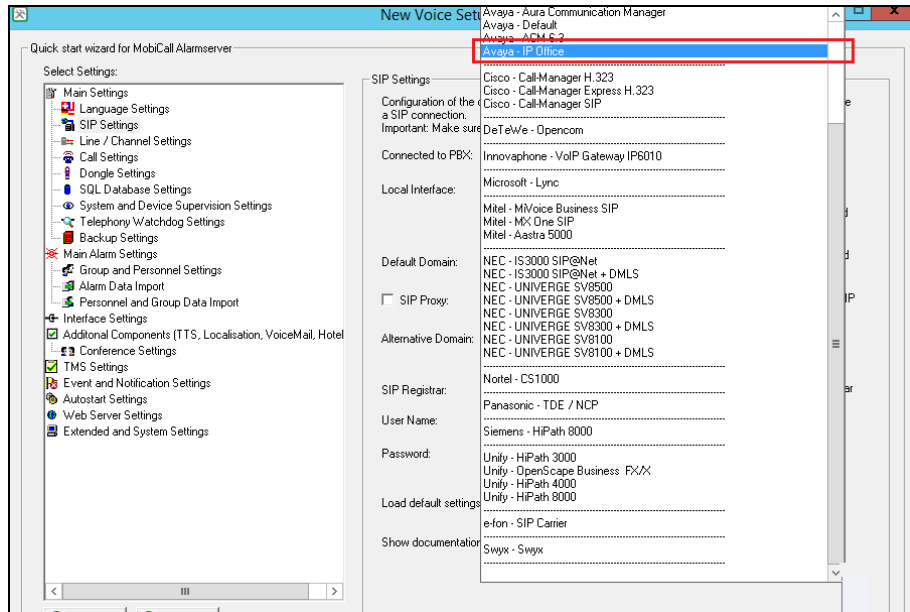 New Voice Set
Quick start wizard for MobiCall Alarmserver
Select Settings:
Main Settings
Language Settings
SIP Settings
Line / Channel Settings
Call Settings
Dongle Settings
SQL Database Settings
System and Device Supervision Settings
Telephony Watchdog Settings
Backup Settings
Main Alarm Settings
Group and Personnel Settings
Alarm Data Import
Personnel and Group Data Import
Interface Settings
Additonal Components (TTS, Localisation, VoiceMail, Hotel
Conference Settings
TMS Settings
Event and Notification Settings
Autostart Settings
Web Server Settings
Extended and System Settings
SIP Settings
Configuration of the
a SIP connection.
Important: Make sure
Connected to PBX:
Local Interface:
Default Domain:
SIP Proxy:
Alternative Domain:
SIP Registrar:
User Name:
Password:
Load default settings
Show documentation
Avaya - Aura Communication Manager
Avaya - Default
Avaya - ACM 6.3
Avaya - IP Office
Cisco - Call-Manager H.323
Cisco - Call-Manager Express H.323
Cisco - Call-Manager SIP
DeTeWe - Opencom
Innovaphone - VoIP Gateway IP6010
Microsoft - Lync
Mitel - MiVoice Business SIP
Mitel - MX One SIP
Mitel - Aastra 5000
NEC - IS3000 SIP@Net
NEC - IS3000 SIP@Net + DMLS
NEC - UNIVERGE SV8500
NEC - UNIVERGE SV8500 + DMLS
NEC - UNIVERGE SV8300
NEC - UNIVERGE SV8300 + DMLS
NEC - UNIVERGE SV8100
NEC - UNIVERGE SV8100 + DMLS
Nortel - CS1000
Panasonic - TDE / NCP
Siemens - HiPath 8000
Unify - HiPath 3000
Unify - OpenScape Business FX/X
Unify - HiPath 4000
Unify - HiPath 8000
e-fon - SIP Carrier
Swyx - Swyx
IP